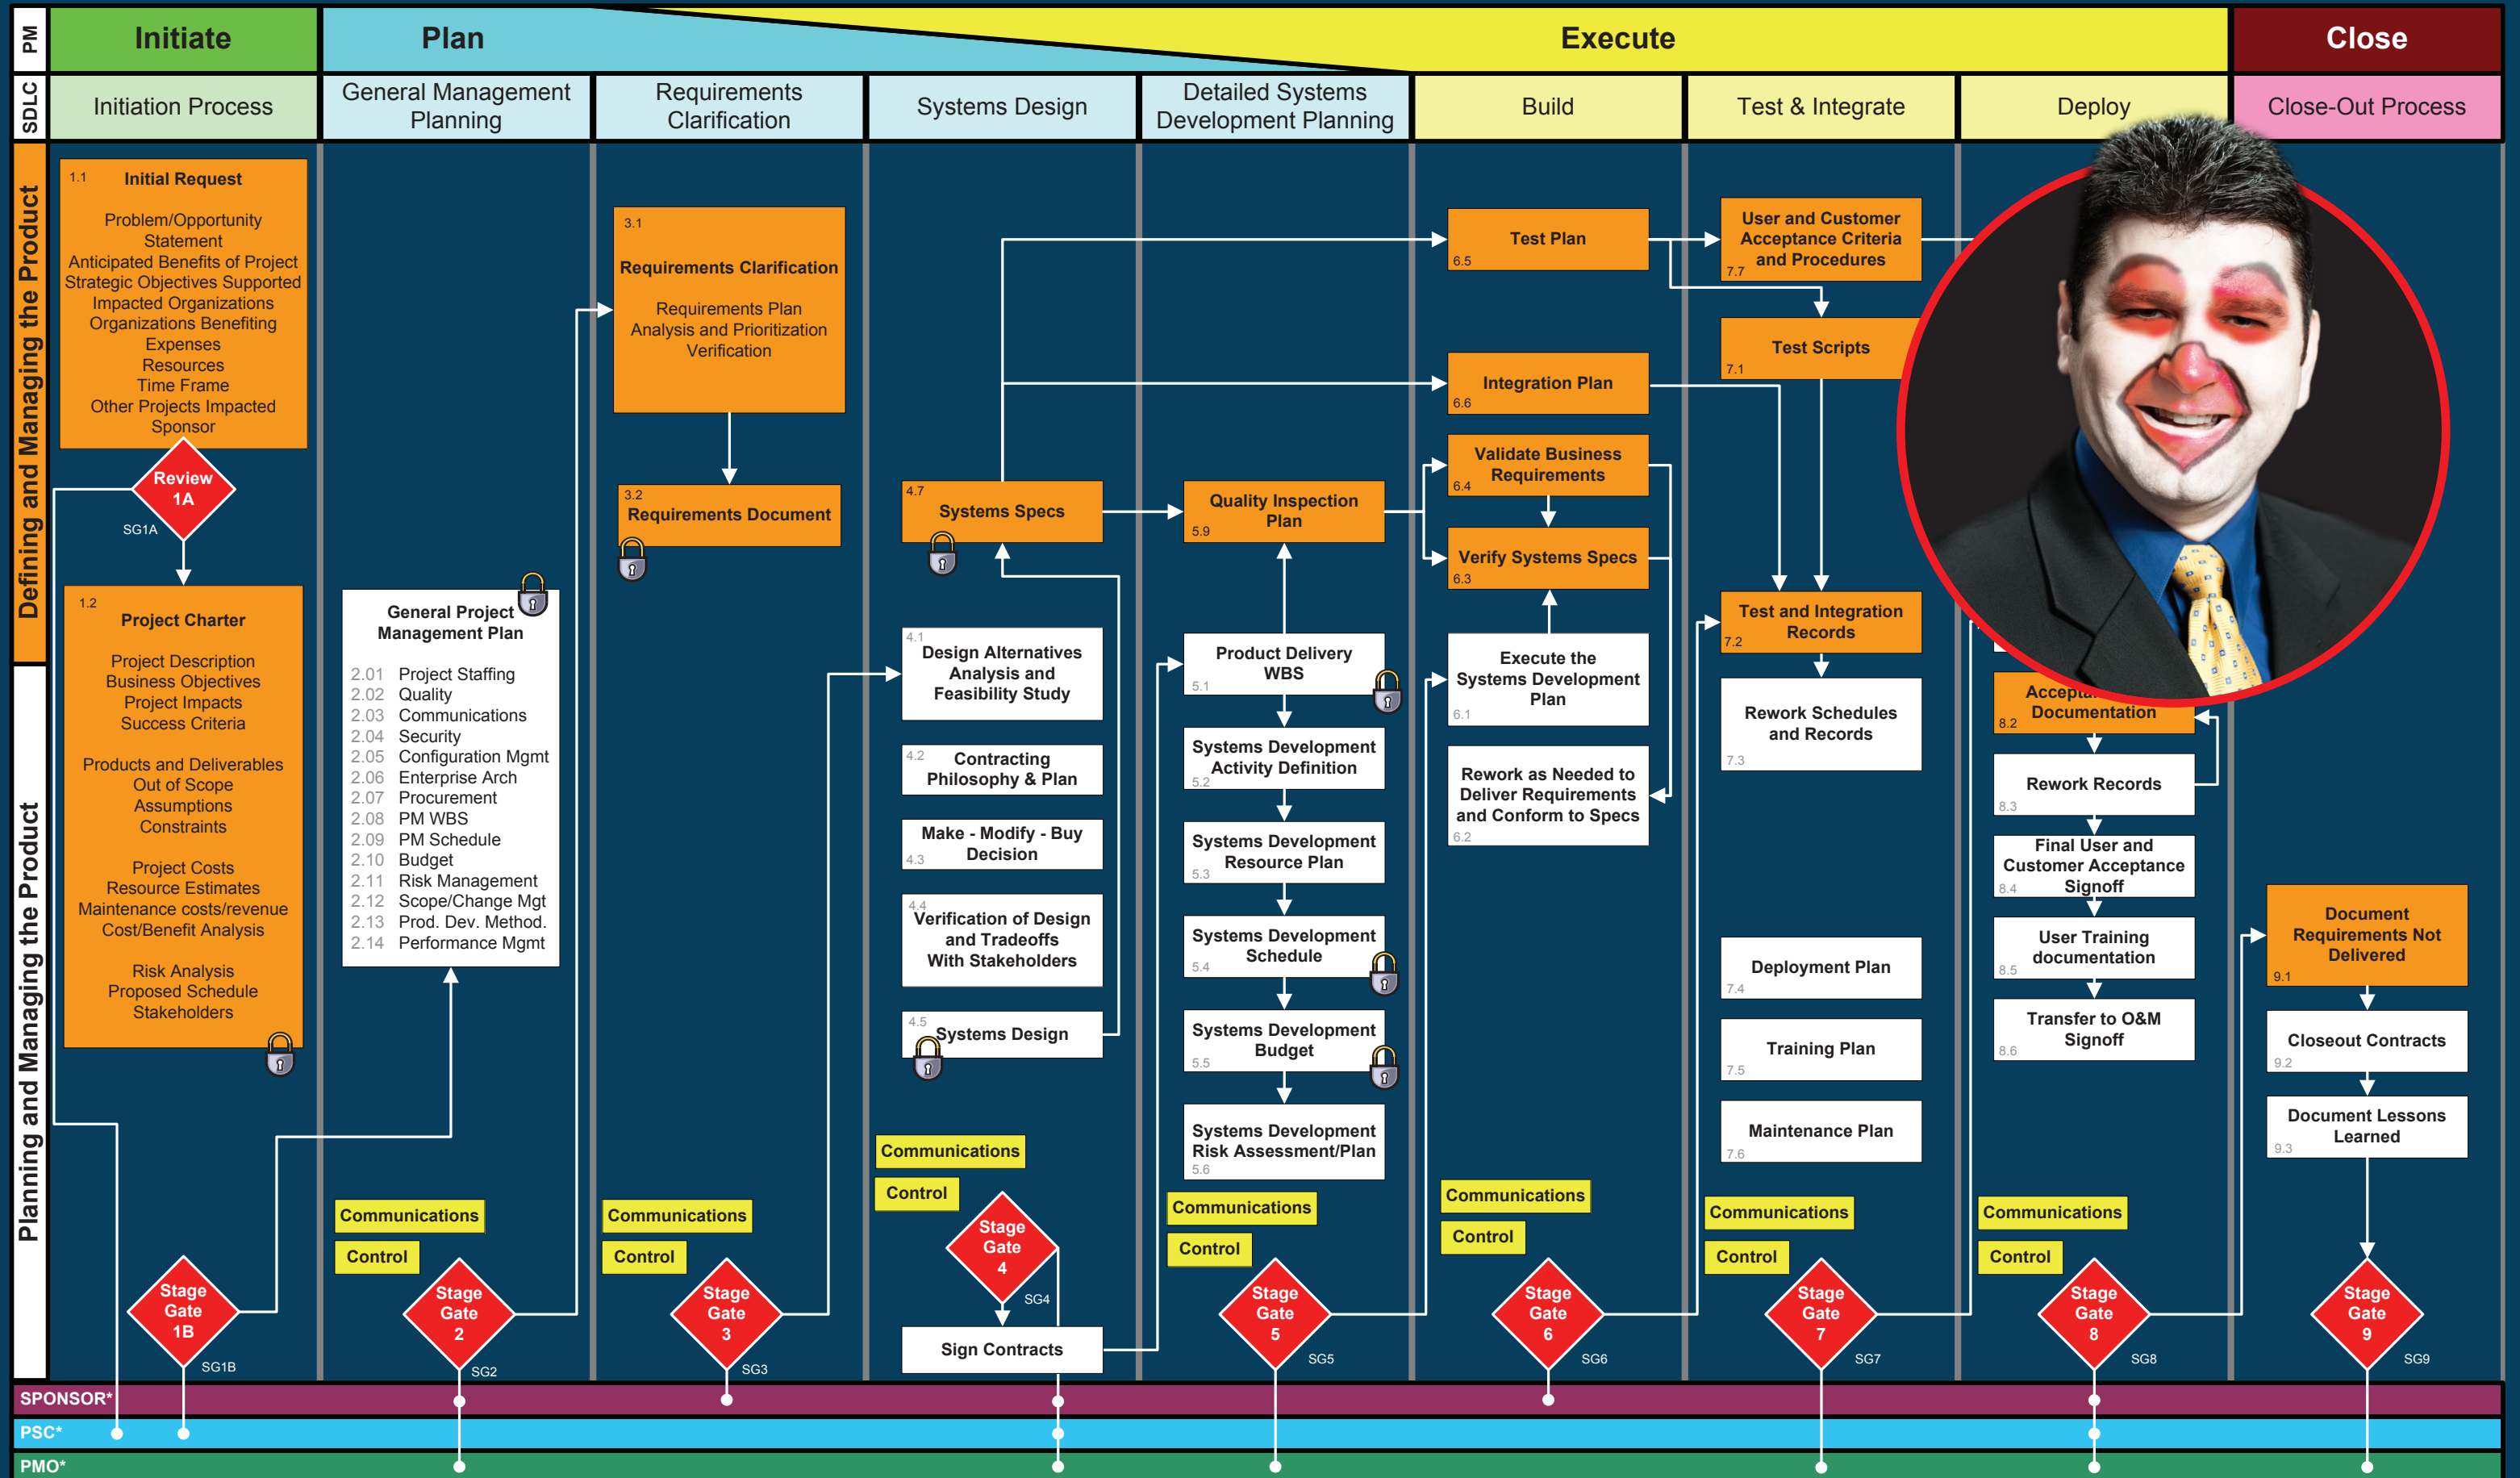 PM
Initiate
Plan
Execute
Close
SDLC
Initiation Process
General Management
Planning
Requirements
Clarification
Systems Design
Detailed Systems
Development Planning
Build
Test & Integrate
Deploy
Close-Out Process
Defining and Managing the Product
Planning and Managing the Product
1.1 Initial Request
Problem/Opportunity
Statement
Anticipated Benefits of Project
Strategic Objectives Supported
Impacted Organizations
Organizations Benefiting
Expenses
Resources
Time Frame
Other Projects Impacted
Sponsor
Review
1A
SG1A
1.2
Project Charter
Project Description
Business Objectives
Project Impacts
Success Criteria
Products and Deliverables
Out of Scope
Assumptions
Constraints
Project Costs
Resource Estimates
Maintenance costs/revenue
Cost/Benefit Analysis
Risk Analysis
Proposed Schedule
Stakeholders
Stage
Gate
1B
SG1B
General Project
Management Plan
2.01 Project Staffing
2.02 Quality
2.03 Communications
2.04 Security
2.05 Configuration Mgmt
2.06 Enterprise Arch
2.07 Procurement
2.08 PM WBS
2.09 PM Schedule
2.10 Budget
2.11 Risk Management
2.12 Scope/Change Mgt
2.13 Prod. Dev. Method.
2.14 Performance Mgmt
Communications
Control
Stage
Gate
2
SG2
3.1
Requirements Clarification
Requirements Plan
Analysis and Prioritization
Verification
3.2
Requirements Document
Communications
Control
Stage
Gate
3
SG3
4.7
Systems Specs
4.1
Design Alternatives
Analysis and
Feasibility Study
4.2
Contracting
Philosophy & Plan
Make - Modify - Buy
Decision
4.3
4.4
Verification of Design
and Tradeoffs
With Stakeholders
4.5
Systems Design
Communications
Control
Stage
Gate
4
SG4
Sign Contracts
Quality Inspection
Plan
5.9
Product Delivery
WBS
5.1
Systems Development
Activity Definition
5.2
Systems Development
Resource Plan
5.3
Systems Development
Schedule
5.4
Systems Development
Budget
5.5
Systems Development
Risk Assessment/Plan
5.6
Communications
Control
Stage
Gate
5
SG5
Test Plan
6.5
Integration Plan
6.6
Validate Business
Requirements
6.4
Verify Systems Specs
6.3
Execute the
Systems Development
Plan
6.1
Rework as Needed to
Deliver Requirements
and Conform to Specs
6.2
Communications
Control
Stage
Gate
6
SG6
User and Customer
Acceptance Criteria
and Procedures
7.7
Test Scripts
7.1
Test and Integration
Records
7.2
Rework Schedules
and Records
7.3
Deployment Plan
7.4
Training Plan
7.5
Maintenance Plan
7.6
Communications
Control
Stage
Gate
7
SG7
Documentation
8.2
Rework Records
8.3
Final User and
Customer Acceptance
Signoff
8.4
User Training
documentation
8.5
Transfer to O&M
Signoff
8.6
Communications
Control
Stage
Gate
8
SG8
Document
Requirements Not
Delivered
9.1
Closeout Contracts
9.2
Document Lessons
Learned
9.3
Stage
Gate
9
SG9
SPONSOR*
PSC*
PMO*